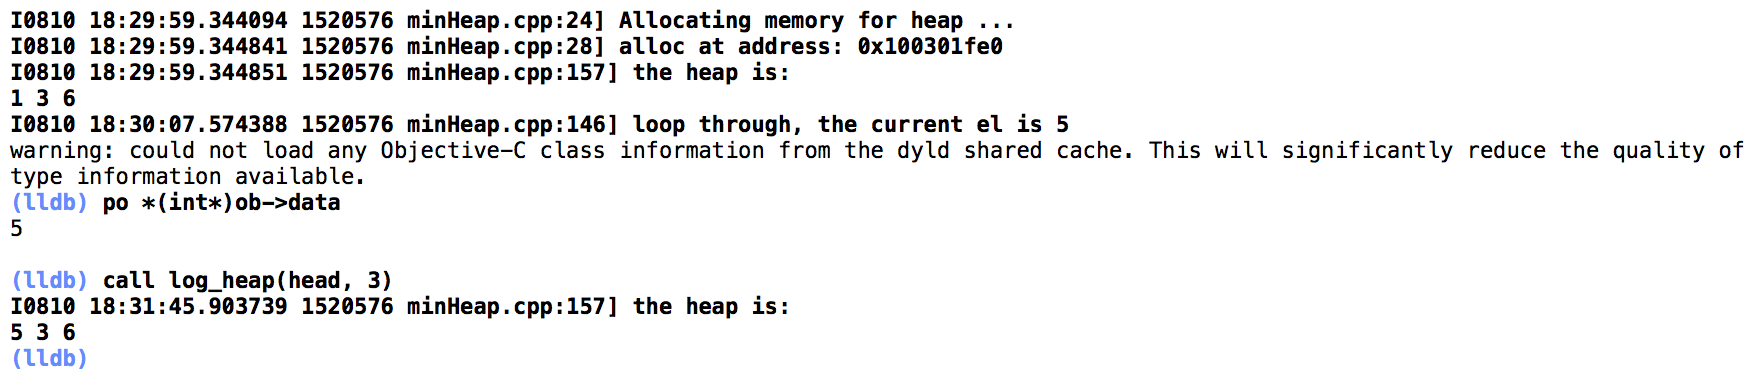 I0810 18:29:59.344094 1520576 minHeap.cpp:24] Allocating memory for heap ...
I0810 18:29:59.344841 1520576 minHeap.cpp:28] alloc at address: 0x100301fe0
I0810 18:29:59.344851 1520576 minHeap.cpp:157] the heap is:
1 3 6
I0810 18:30:07.574388 1520576 minHeap.cpp:146] loop through, the current el is 5
warning: could not load any Objective-C class information from the dyld shared cache. This will significantly reduce the quality of
type information available.
(lldb) po *(int*)ob->data
5
(lldb) call log_heap(head, 3)
I0810 18:31:45.903739 1520576 minHeap.cpp:157] the heap is:
5 3 6
(lldb)